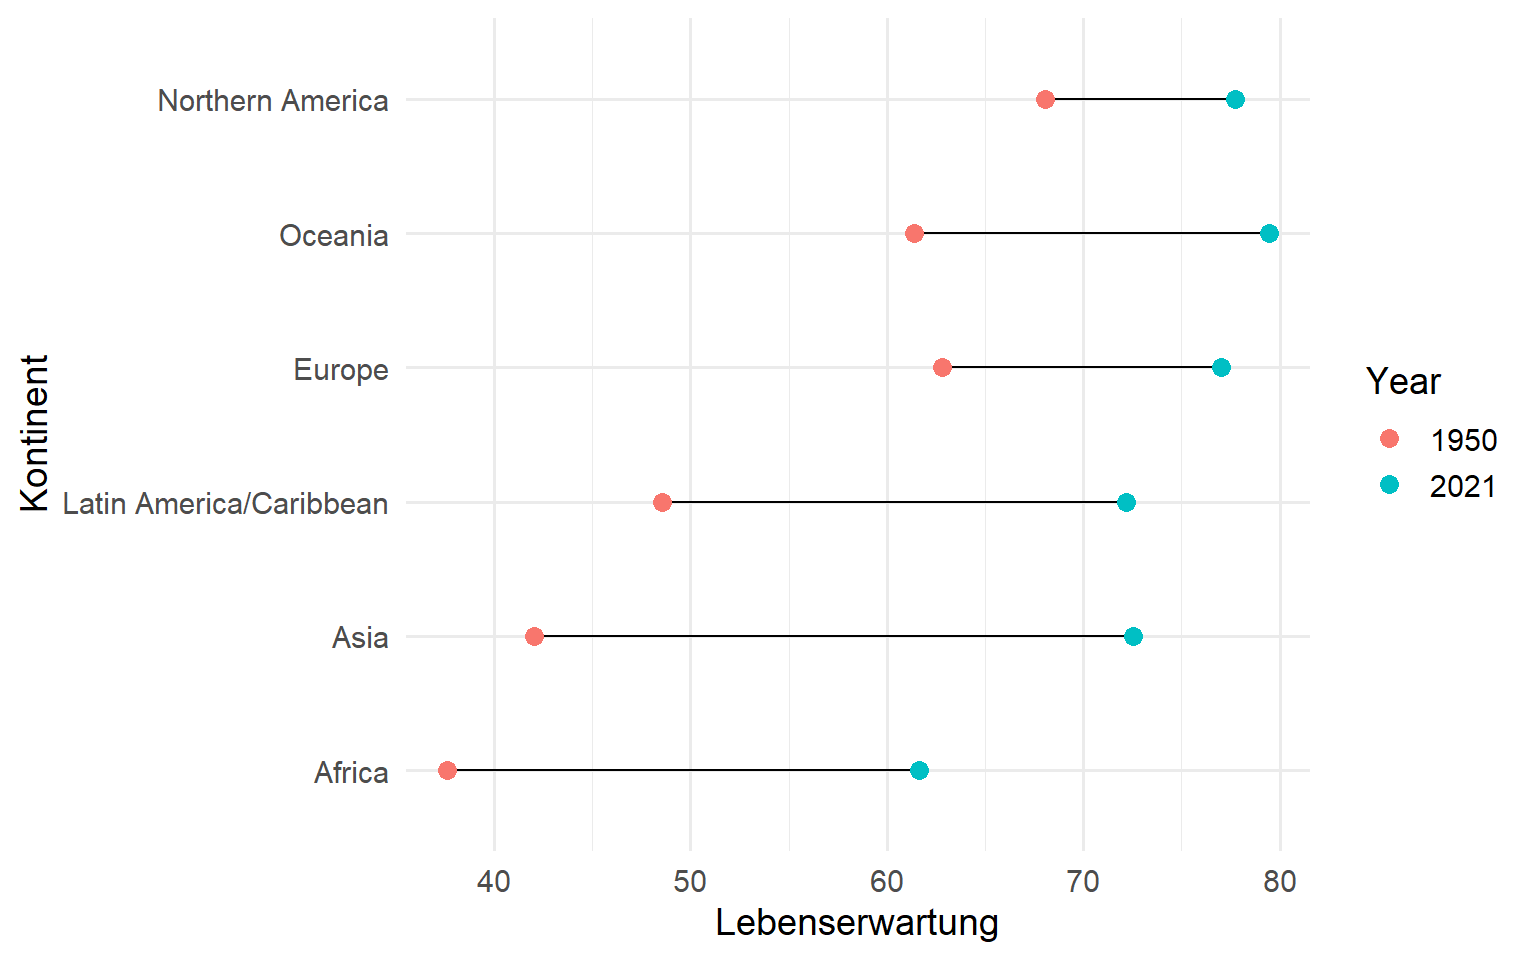 Northern America
Oceania
Europe
Latin America/Caribbean
Asia
Africa
Kontinent
40 50 60 70 80
Lebenserwartung
Year
1950
2021